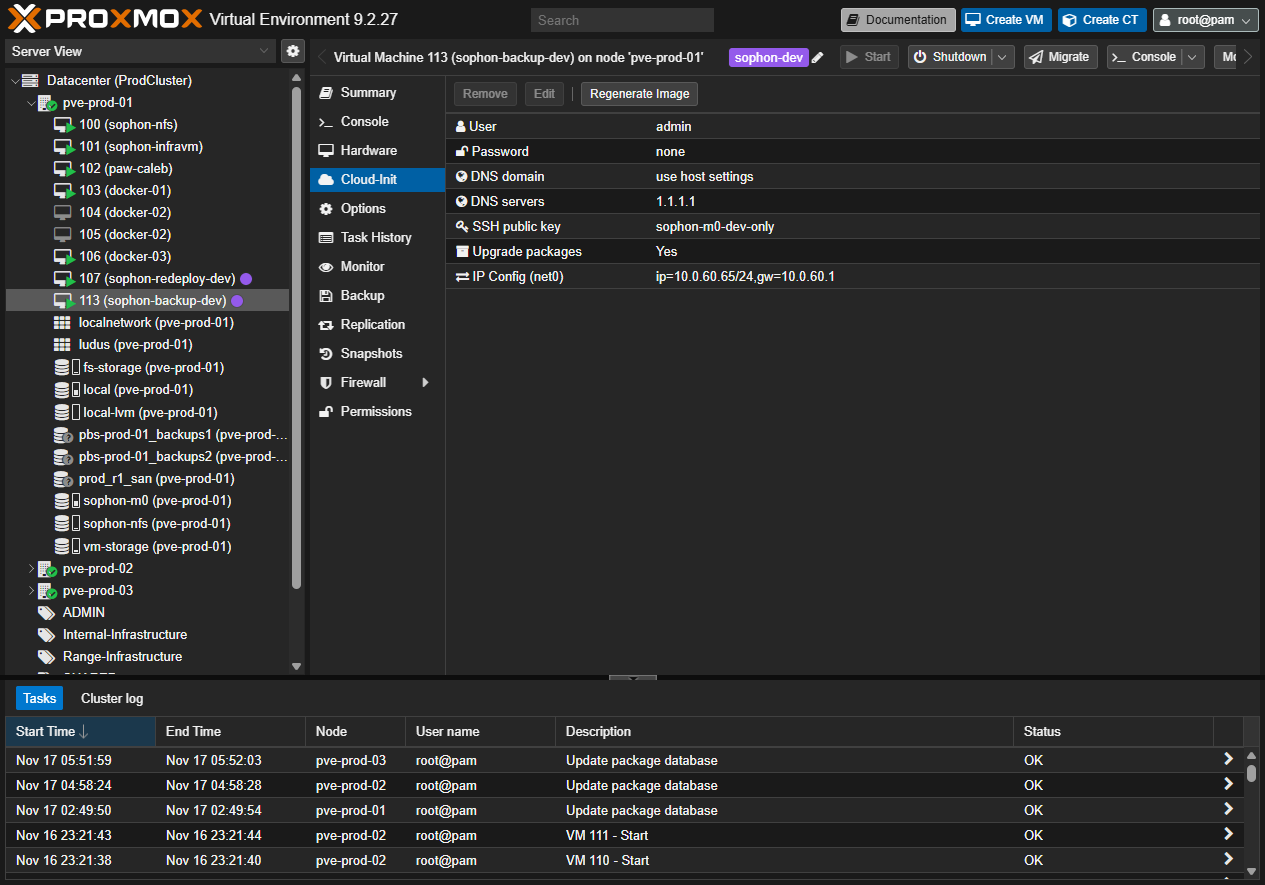 PROXMOX Virtual Environment 9.2.27
Search
Documentation
Create VM
Create CT
root@pam
Server View
Virtual Machine 113 (sophon-backup-dev) on node 'pve-prod-01'
sophon-dev
Start
Shutdown
Migrate
Console
Datacenter (ProdCluster)
pve-prod-01
100 (sophon-nfs)
101 (sophon-infravm)
102 (paw-caleb)
103 (docker-01)
104 (docker-02)
105 (docker-02)
106 (docker-03)
107 (sophon-redeploy-dev)
113 (sophon-backup-dev)
localnetwork (pve-prod-01)
ludus (pve-prod-01)
fs-storage (pve-prod-01)
local (pve-prod-01)
local-lvm (pve-prod-01)
pbs-prod-01_backups1 (pve-prod-...
pbs-prod-01_backups2 (pve-prod-...
prod_r1_san (pve-prod-01)
sophon-m0 (pve-prod-01)
sophon-nfs (pve-prod-01)
vm-storage (pve-prod-01)
pve-prod-02
pve-prod-03
ADMIN
Internal-Infrastructure
Range-Infrastructure
Summary
Console
Hardware
Cloud-Init
Options
Task History
Monitor
Backup
Replication
Snapshots
Firewall
Permissions
Remove
Edit
Regenerate Image
User admin
Password none
DNS domain use host settings
DNS servers 1.1.1.1
SSH public key sophon-m0-dev-only
Upgrade packages Yes
IP Config (net0) ip=10.0.60.65/24,gw=10.0.60.1
Tasks
Cluster log
Start Time End Time Node User name Description Status
Nov 17 05:51:59 Nov 17 05:52:03 pve-prod-03 root@pam Update package database OK
Nov 17 04:58:24 Nov 17 04:58:28 pve-prod-02 root@pam Update package database OK
Nov 17 02:49:50 Nov 17 02:49:54 pve-prod-01 root@pam Update package database OK
Nov 16 23:21:43 Nov 16 23:21:44 pve-prod-02 root@pam VM 111 - Start OK
Nov 16 23:21:38 Nov 16 23:21:40 pve-prod-02 root@pam VM 110 - Start OK